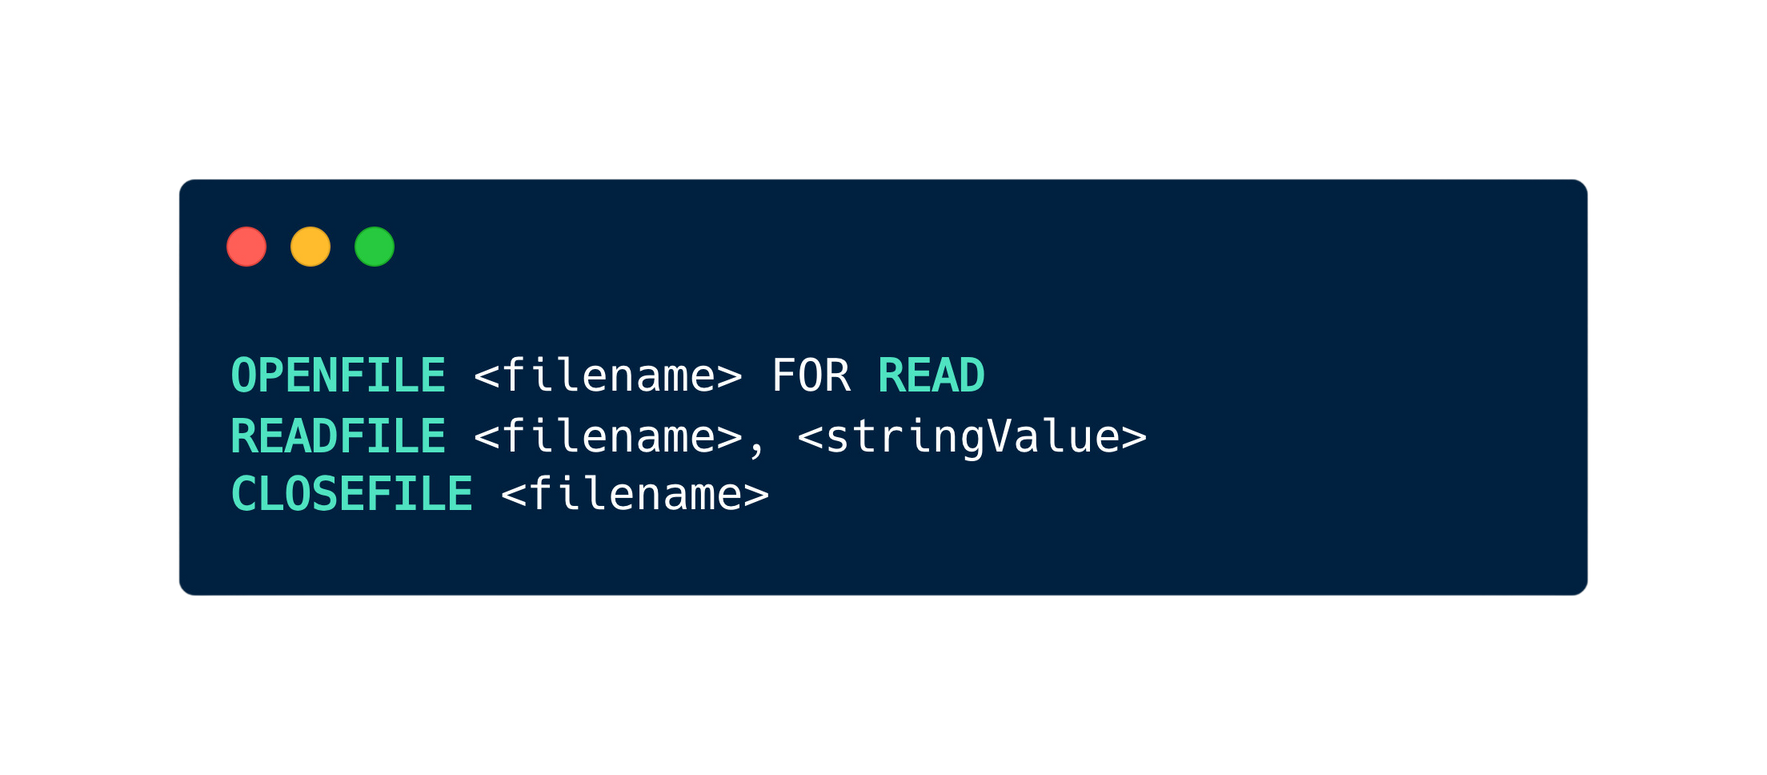 OPENFILE <filename> FOR READ
READFILE <filename>, <stringValue>
CLOSEFILE <filename>